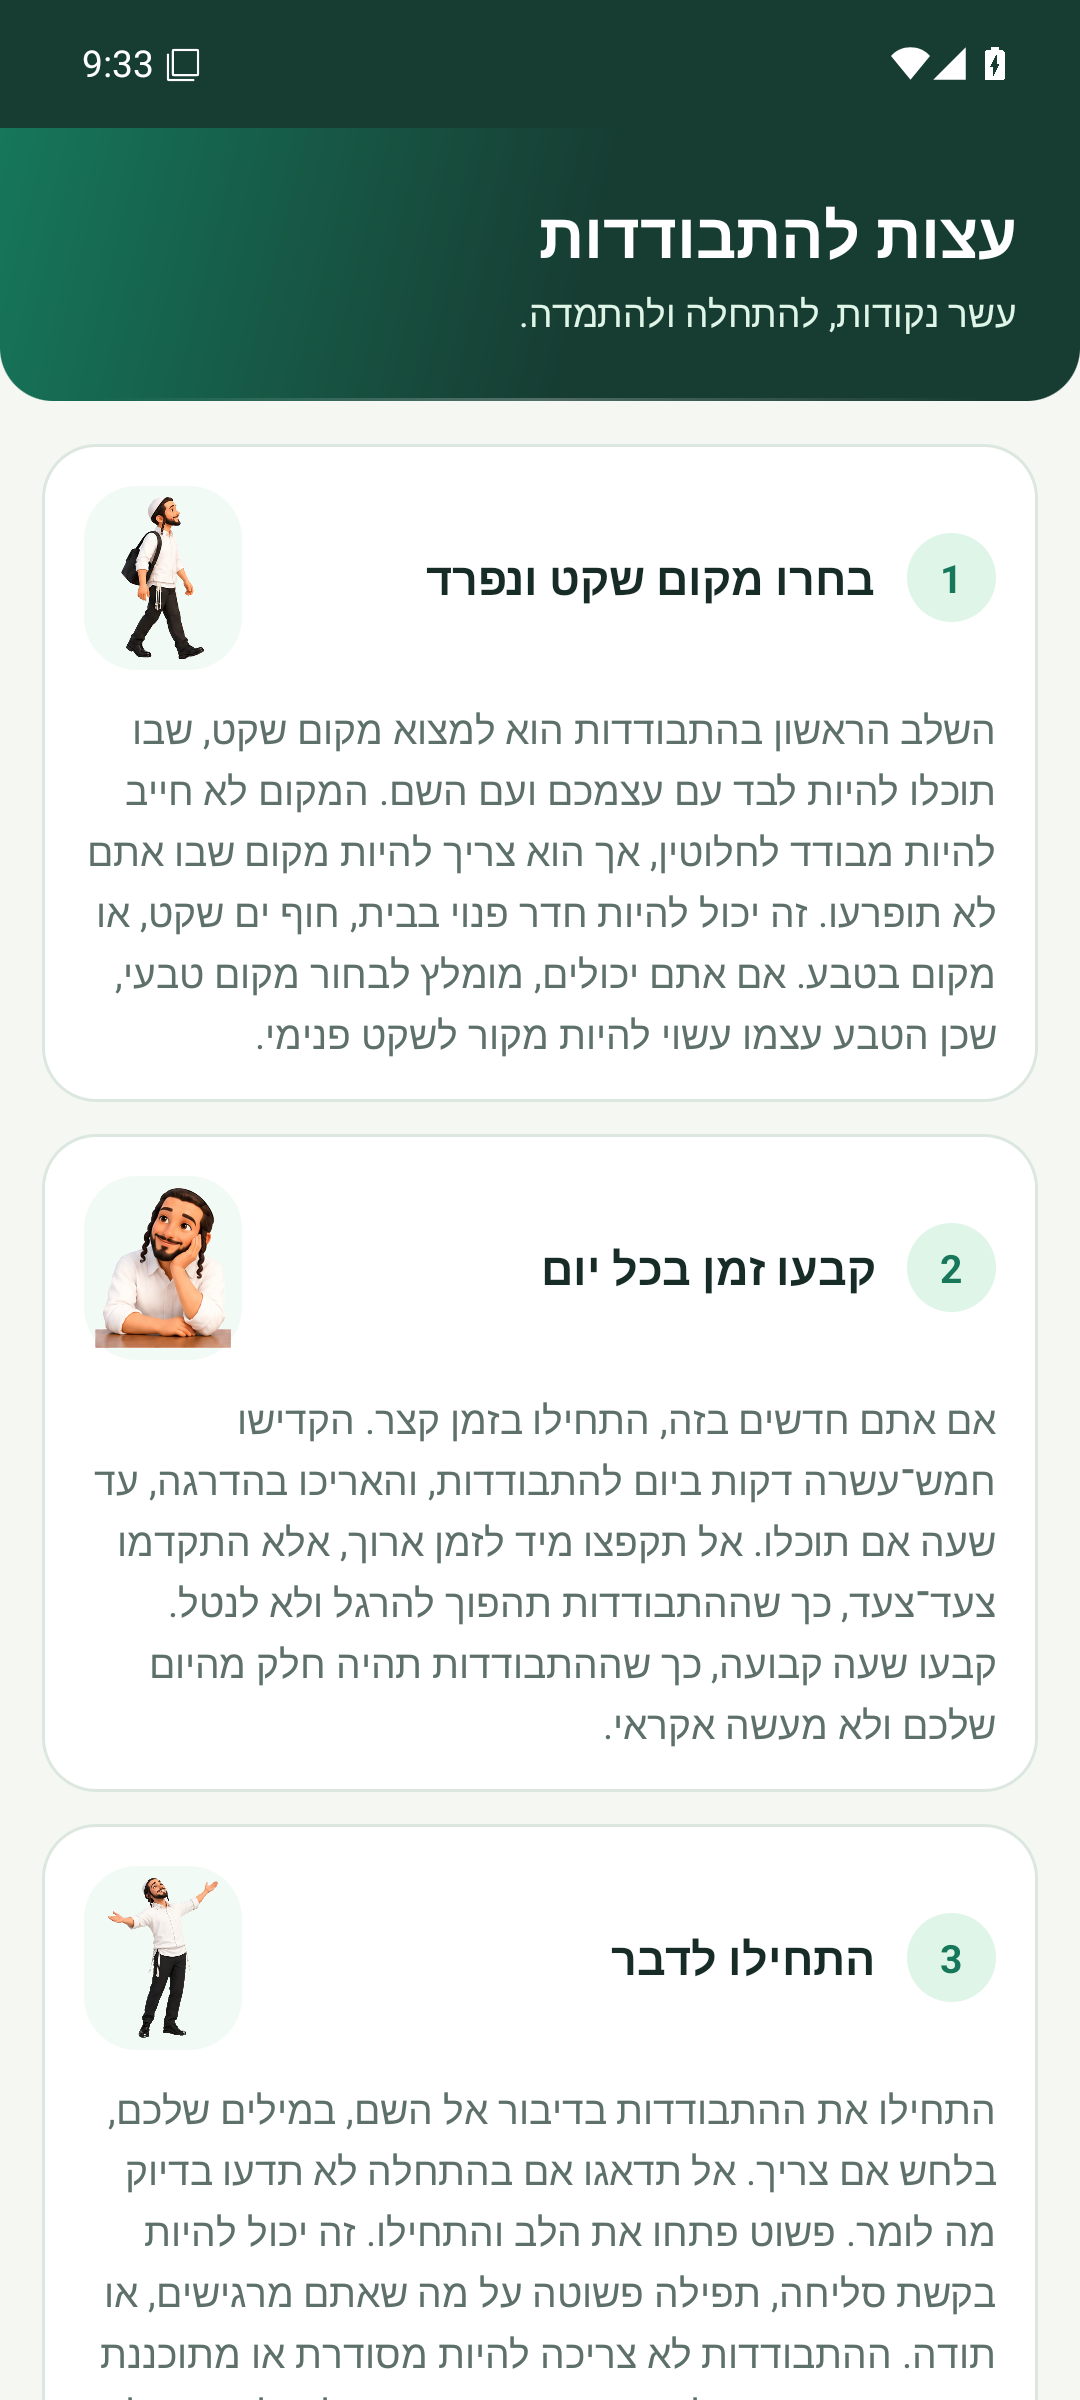 9:33
עצות להתבודדות
עשר נקודות, להתחלה ולהתמדה.
1
בחרו מקום שקט ונפרד
השלב הראשון בהתבודדות הוא למצוא מקום שקט, שבו
תוכלו להיות לבד עם עצמכם ועם השם. המקום לא חייב
להיות מבודד לחלוטין, אך הוא צריך להיות מקום שבו אתם
לא תופרעו. זה יכול להיות חדר פנוי בבית, חוף ים שקט, או
מקום בטבע. אם אתם יכולים, מומלץ לבחור מקום טבעי,
שכן הטבע עצמו עשוי להיות מקור לשקט פנימי.
2
קבעו זמן בכל יום
אם אתם חדשים בזה, התחילו בזמן קצר. הקדישו
חמש־עשרה דקות ביום להתבודדות, והאריכו בהדרגה, עד
שעה אם תוכלו. אל תקפצו מיד לזמן ארוך, אלא התקדמו
צעד־צעד, כך שההתבודדות תהפוך להרגל ולא לנטל.
קבעו שעה קבועה, כך שההתבודדות תהיה חלק מהיום
שלכם ולא מעשה אקראי.
3
התחילו לדבר
התחילו את ההתבודדות בדיבור אל השם, במילים שלכם,
בלחש אם צריך. אל תדאגו אם בהתחלה לא תדעו בדיוק
מה לומר. פשוט פתחו את הלב והתחילו. זה יכול להיות
בקשת סליחה, תפילה פשוטה על מה שאתם מרגישים, או
תודה. ההתבודדות לא צריכה להיות מסודרת או מתוכננת